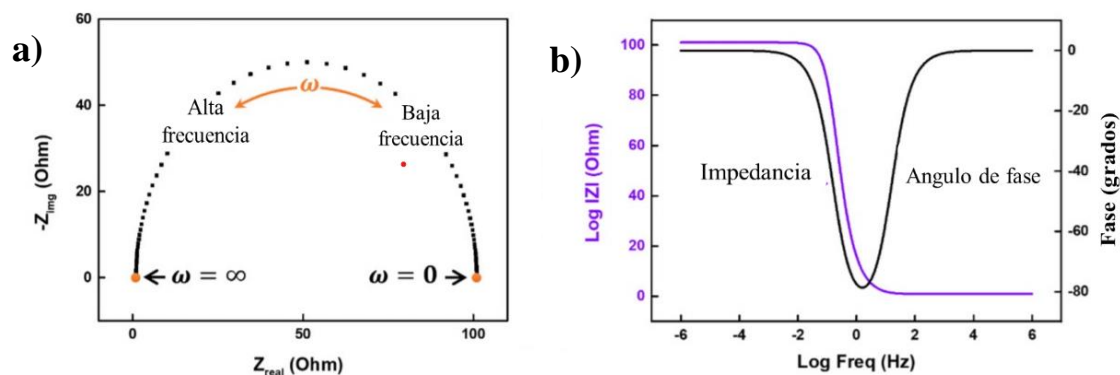 a)
60
40
20
0
-Z_img (Ohm)
Alta
frecuencia
ω
Baja
frecuencia
ω = ∞
ω = 0
0
50
100
Z_real (Ohm)
b)
100
80
60
40
20
0
Log IZI (Ohm)
Impedancia
Angulo de fase
0
-20
-40
-60
-80
Fase (grados)
-6
-4
-2
0
2
4
6
Log Freq (Hz)